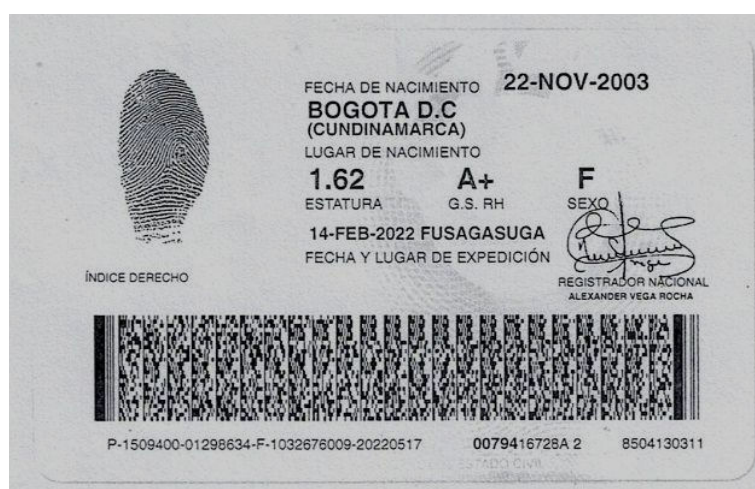 FECHA DE NACIMIENTO 22-NOV-2003
BOGOTA D.C
(CUNDINAMARCA)
LUGAR DE NACIMIENTO
1.62 A+ F
ESTATURA G.S. RH SEXO
14-FEB-2022 FUSAGASUGA
FECHA Y LUGAR DE EXPEDICIÓN
ÍNDICE DERECHO
REGISTRADOR NACIONAL
ALEXANDER VEGA ROCHA
P-1509400-01298634-F-1032676009-20220517 0079416728A 2 8504130311